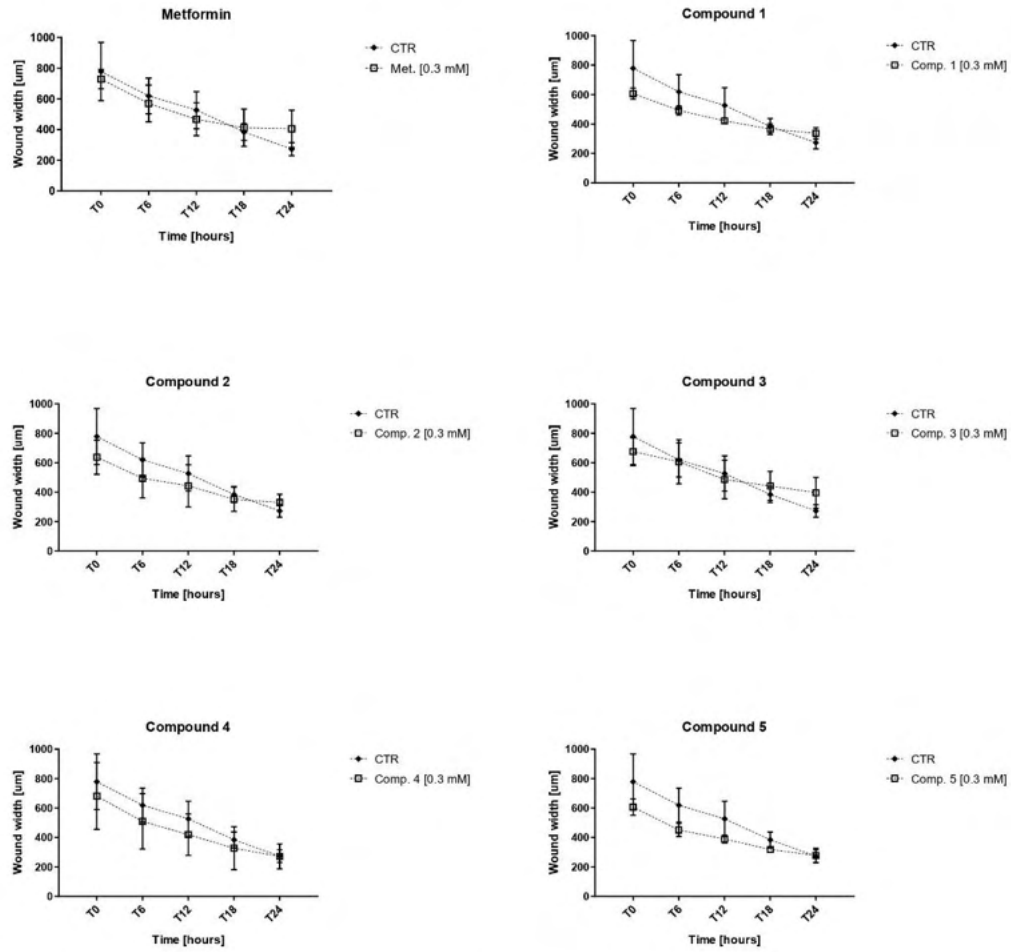 Metformin
1000
800
600
400
200
0
Wound width [um]
T0 T6 T12 T18 T24
Time [hours]
CTR
Met. [0.3 mM]
Compound 1
1000
800
600
400
200
0
Wound width [um]
T0 T6 T12 T18 T24
Time [hours]
CTR
Comp. 1 [0.3 mM]
Compound 2
1000
800
600
400
200
0
Wound width [um]
T0 T6 T12 T18 T24
Time [hours]
CTR
Comp. 2 [0.3 mM]
Compound 3
1000
800
600
400
200
0
Wound width [um]
T0 T6 T12 T18 T24
Time [hours]
CTR
Comp. 3 [0.3 mM]
Compound 4
1000
800
600
400
200
0
Wound width [um]
T0 T6 T12 T18 T24
Time [hours]
CTR
Comp. 4 [0.3 mM]
Compound 5
1000
800
600
400
200
0
Wound width [um]
T0 T6 T12 T18 T24
Time [hours]
CTR
Comp. 5 [0.3 mM]